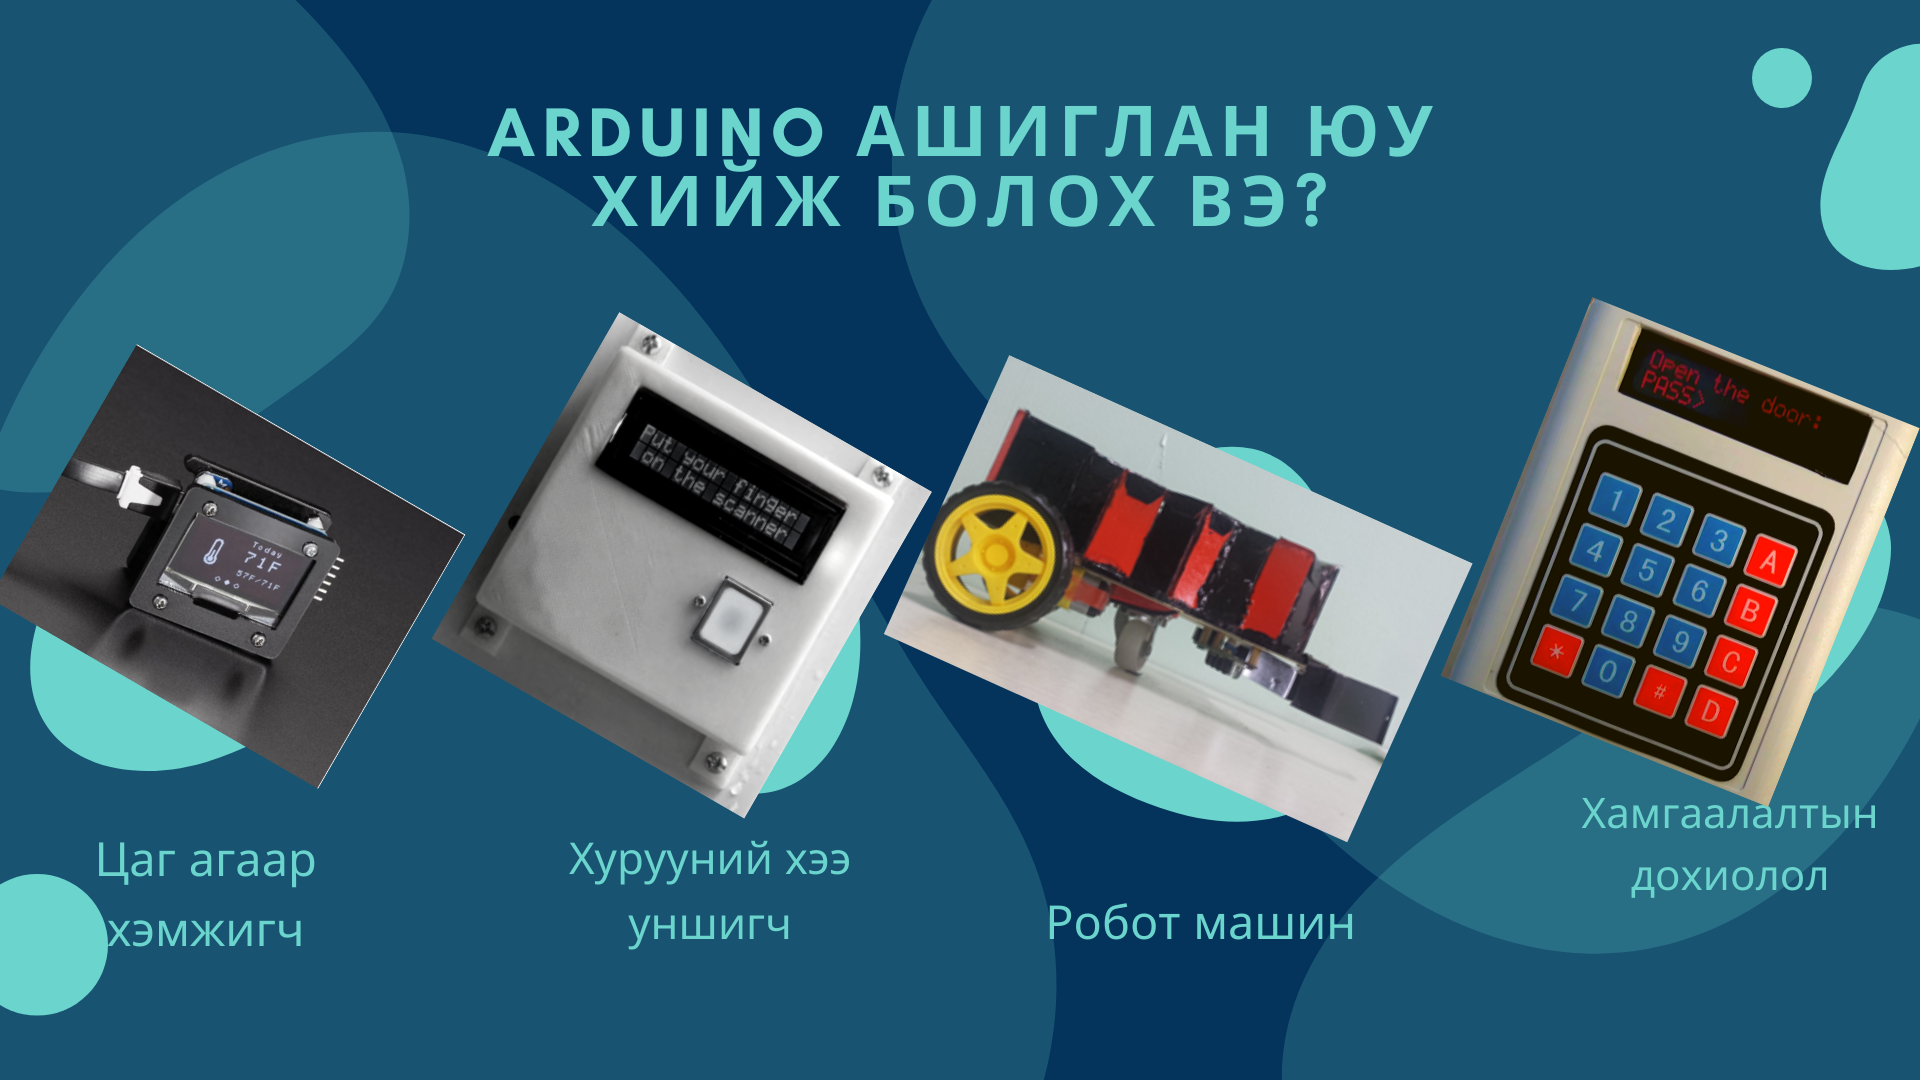 ARDUINO АШИГЛАН ЮУ
ХИЙЖ БОЛОХ ВЭ?
Today
71F
57F/71F
Put your finger
on the scanner
Open the door:
PASS>
1 2 3 A
4 5 6 B
7 8 9 C
* 0 # D
Цаг агаар
хэмжигч
Хурууний хээ
уншигч
Робот машин
Хамгаалалтын
дохиолол